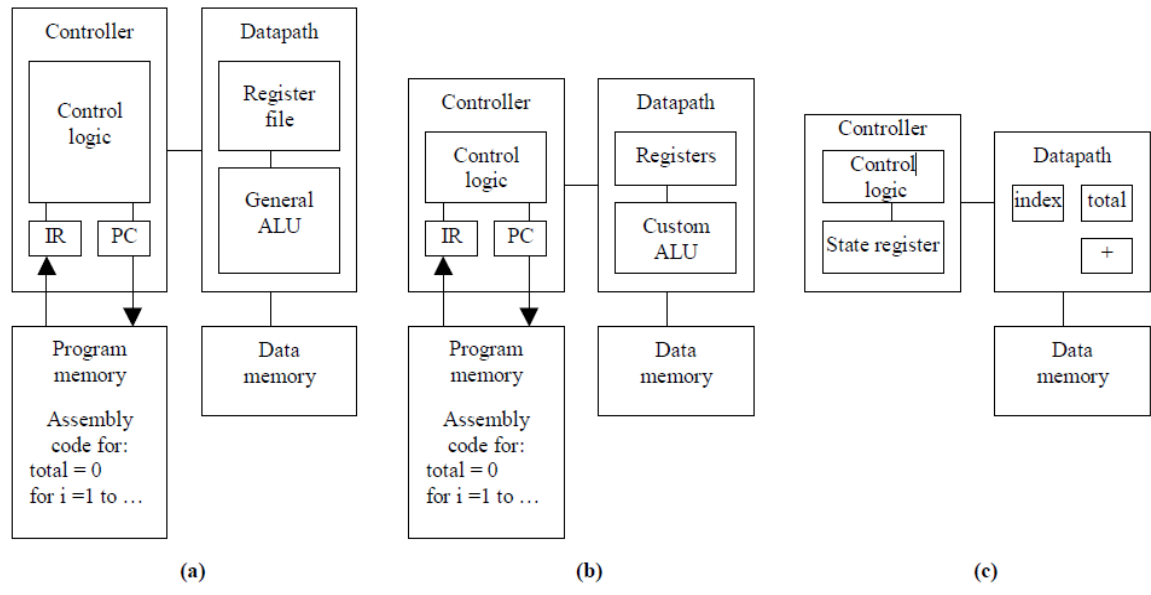 Controller
Control
logic
IR
PC
Datapath
Register
file
General
ALU
Program
memory
Assembly
code for:
total = 0
for i =1 to …
Data
memory
(a)
Controller
Control
logic
IR
PC
Datapath
Registers
Custom
ALU
Program
memory
Assembly
code for:
total = 0
for i =1 to …
Data
memory
(b)
Controller
Control
logic
State register
Datapath
index
total
+
Data
memory
(c)